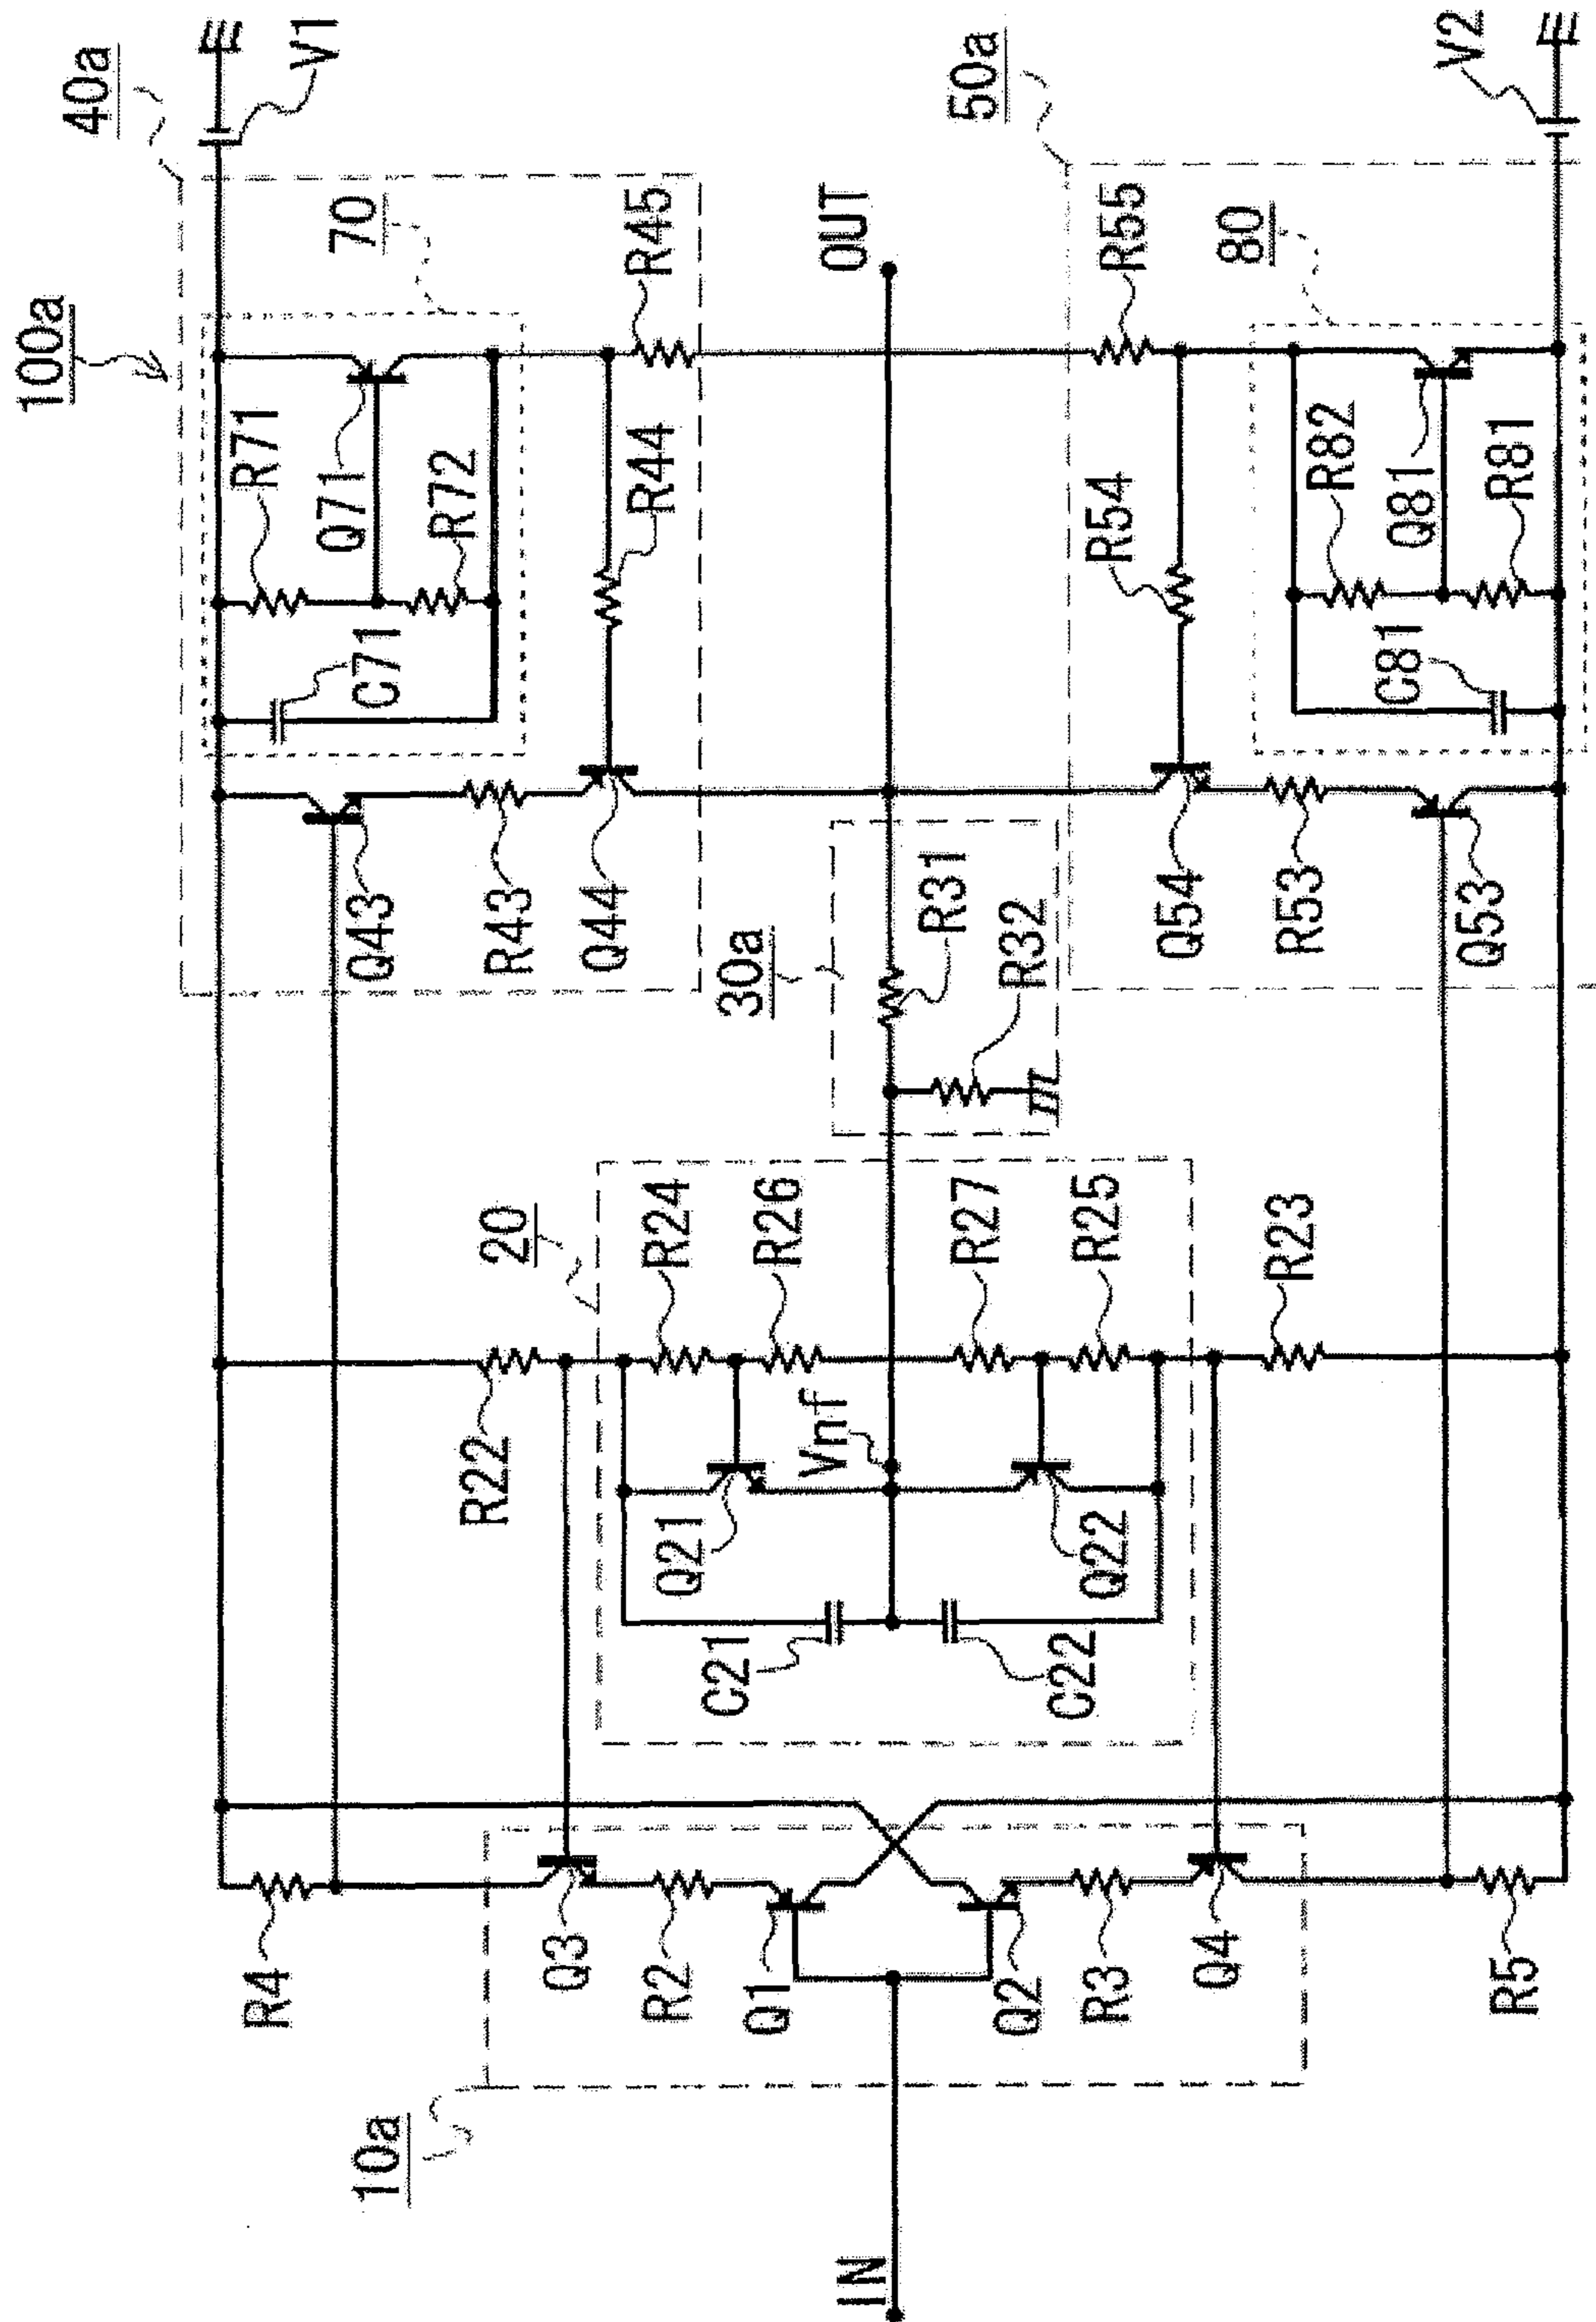 100a
40a
V1
70
R71
Q71
R72
C71
R45
R44
Q43
R43
Q44
OUT
50a
V2
R55
80
R54
R82
Q81
R81
C81
Q54
R53
Q53
30a
R31
R32
20
R24
R26
R27
R25
R22
R23
Vnf
Q21
Q22
C21
C22
10a
R4
Q3
R2
Q1
Q2
R3
Q4
R5
IN